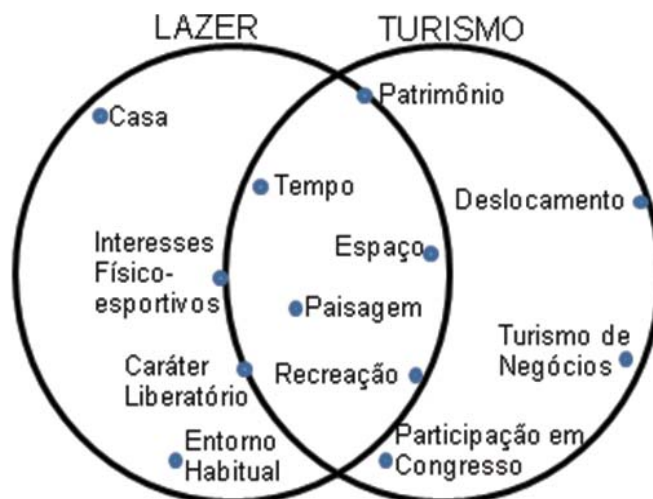 LAZER
TURISMO
Patrimônio
Casa
Tempo
Deslocamento
Interesses
Físico-
esportivos
Espaço
Paisagem
Turismo de
Negócios
Caráter
Liberatório
Recreação
Entorno
Habitual
Participação em
Congresso